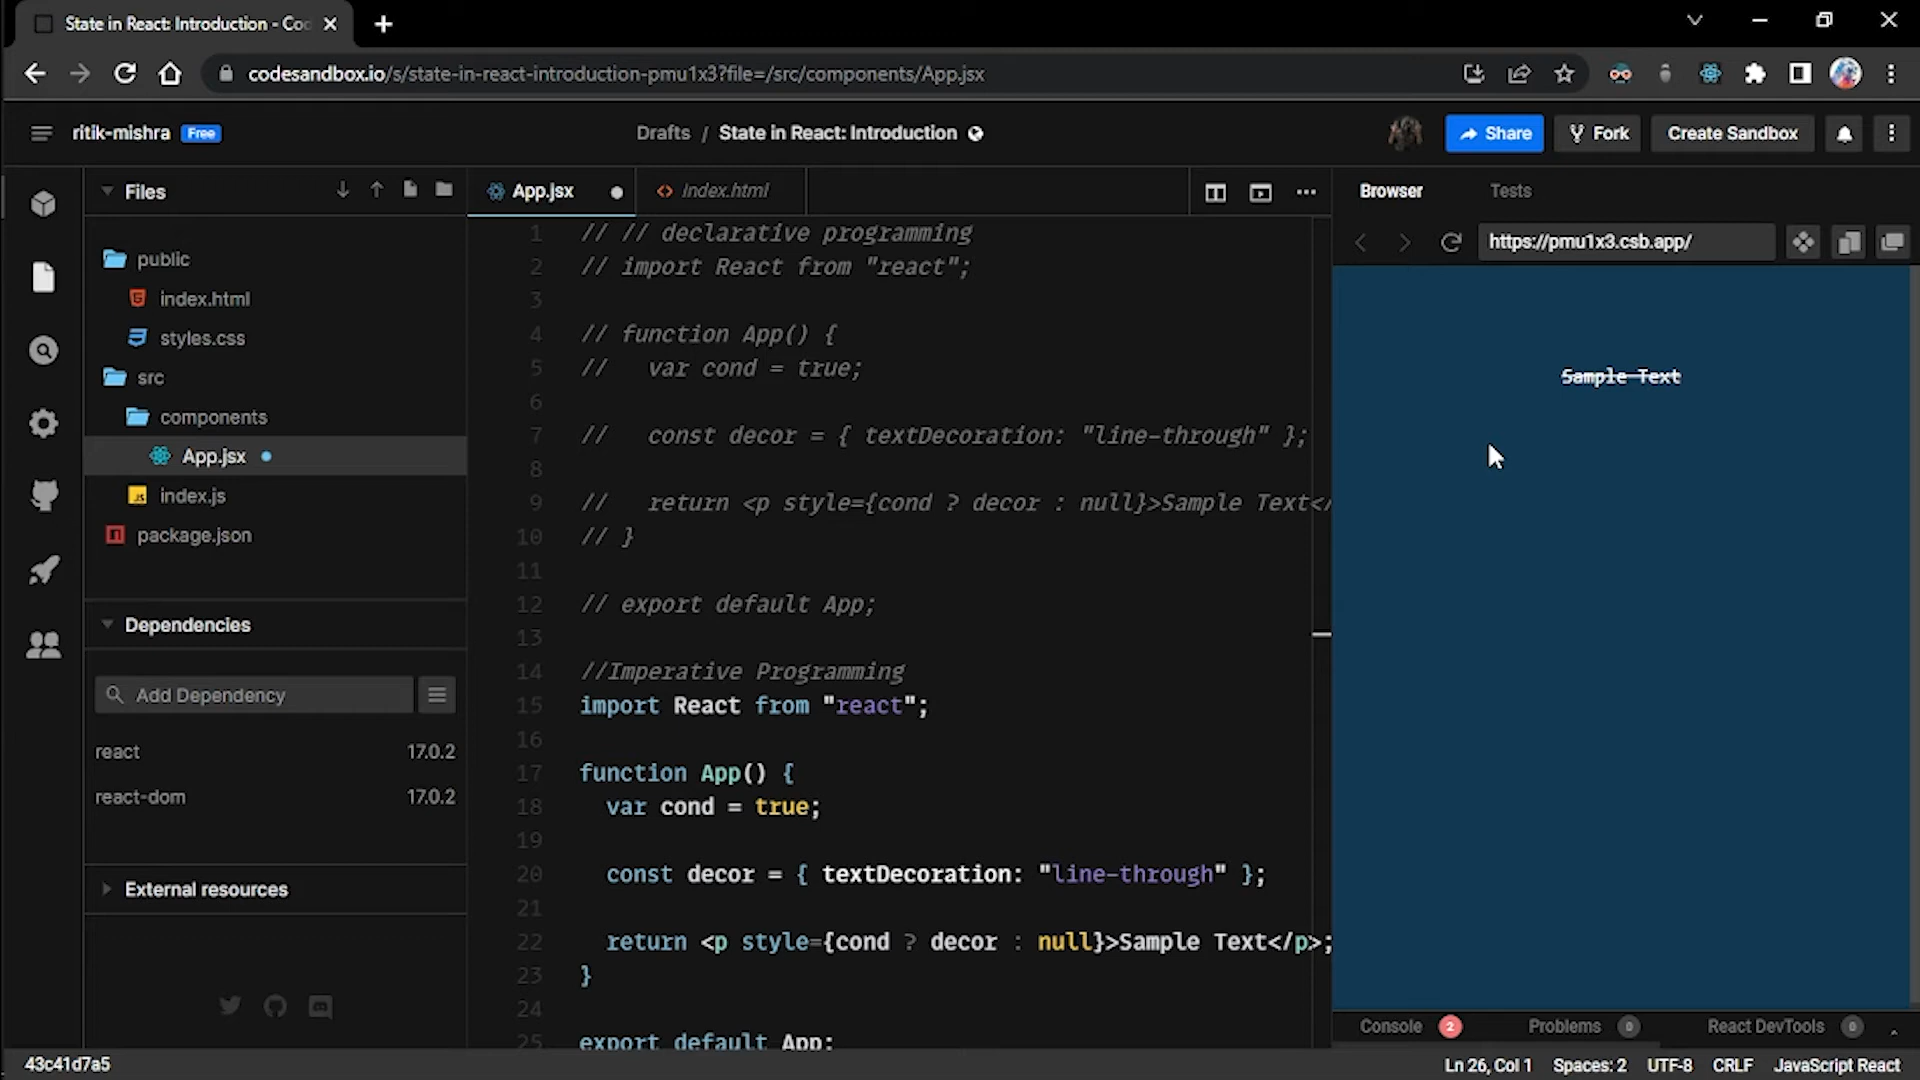 State in React: Introduction - Co
codesandbox.io/s/state-in-react-introduction-pmu1x3?file=/src/components/App.jsx
ritik-mishra Free
Drafts / State in React: Introduction
Share
Fork
Create Sandbox
Files
public
index.html
styles.css
src
components
App.jsx
index.js
package.json
Dependencies
Add Dependency
react 17.0.2
react-dom 17.0.2
External resources
App.jsx
index.html
1 // // declarative programming
2 // import React from "react";
3
4 // function App() {
5 //   var cond = true;
6
7 //   const decor = { textDecoration: "line-through" };
8
9 //   return <p style={cond ? decor : null}>Sample Text</
10 // }
11
12 // export default App;
13
14 //Imperative Programming
15 import React from "react";
16
17 function App() {
18   var cond = true;
19
20   const decor = { textDecoration: "line-through" };
21
22   return <p style={cond ? decor : null}>Sample Text</p>;
23 }
24
25 export default App;
Browser
Tests
https://pmu1x3.csb.app/
Sample Text
Console 2
Problems 0
React DevTools 0
43c41d7a5
Ln 26, Col 1
Spaces: 2
UTF-8
CRLF
JavaScript React